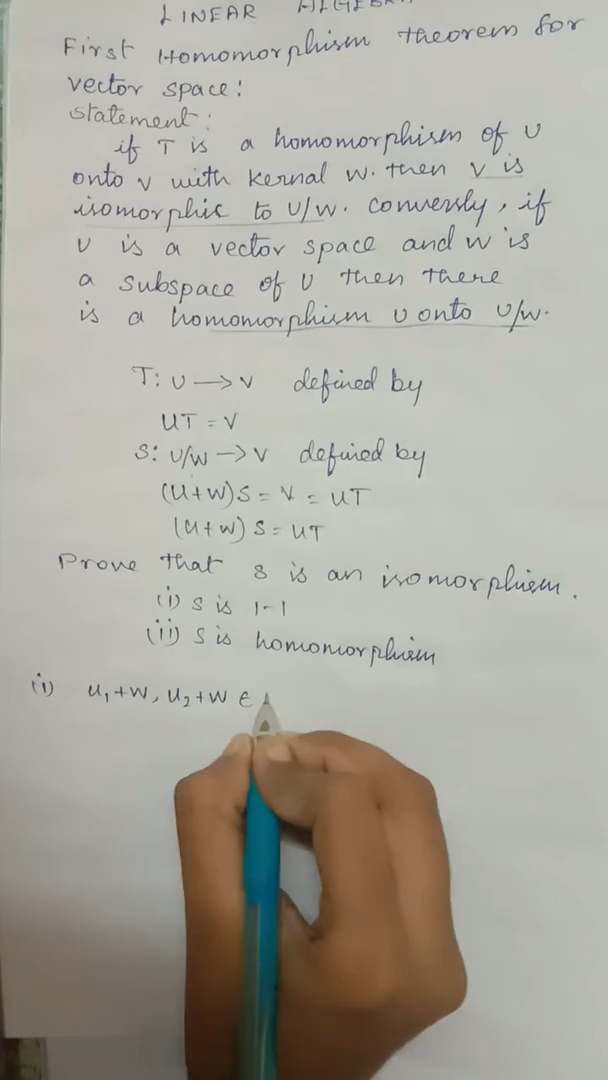 LINEAR ALGEBRA
First Homomorphism theorem for
vector space:
Statement:
if T is a homomorphism of U
onto V with kernal W. then V is
isomorphic to U/W. conversly, if
U is a vector space and W is
a subspace of U then there
is a homomorphism U onto U/W.
T: U → V defined by
UT = V
S: U/W → V defined by
(U+W)S = V = UT
(U+W) S = UT
Prove that S is an isomorphism.
(i) S is 1-1
(ii) S is homomorphism
(i) U₁+W, U₂+W ∈